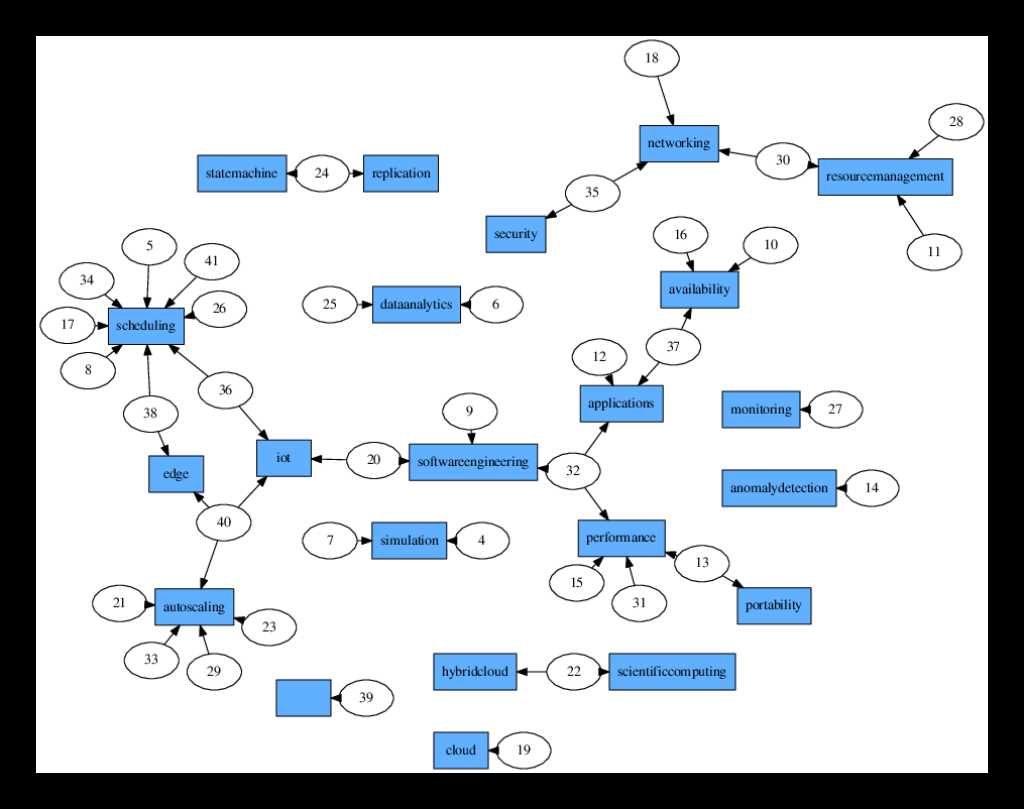 18
28
networking
30
resourcemanagement
statemachine
24
replication
35
security
16
10
11
5
41
34
availability
26
25
dataanalytics
6
17
scheduling
37
12
8
36
applications
monitoring
27
38
9
iot
20
softwareengineering
32
edge
anomalydetection
14
40
7
simulation
4
performance
13
15
31
21
autoscaling
portability
23
33
29
hybridcloud
22
scientificcomputing
39
cloud
19